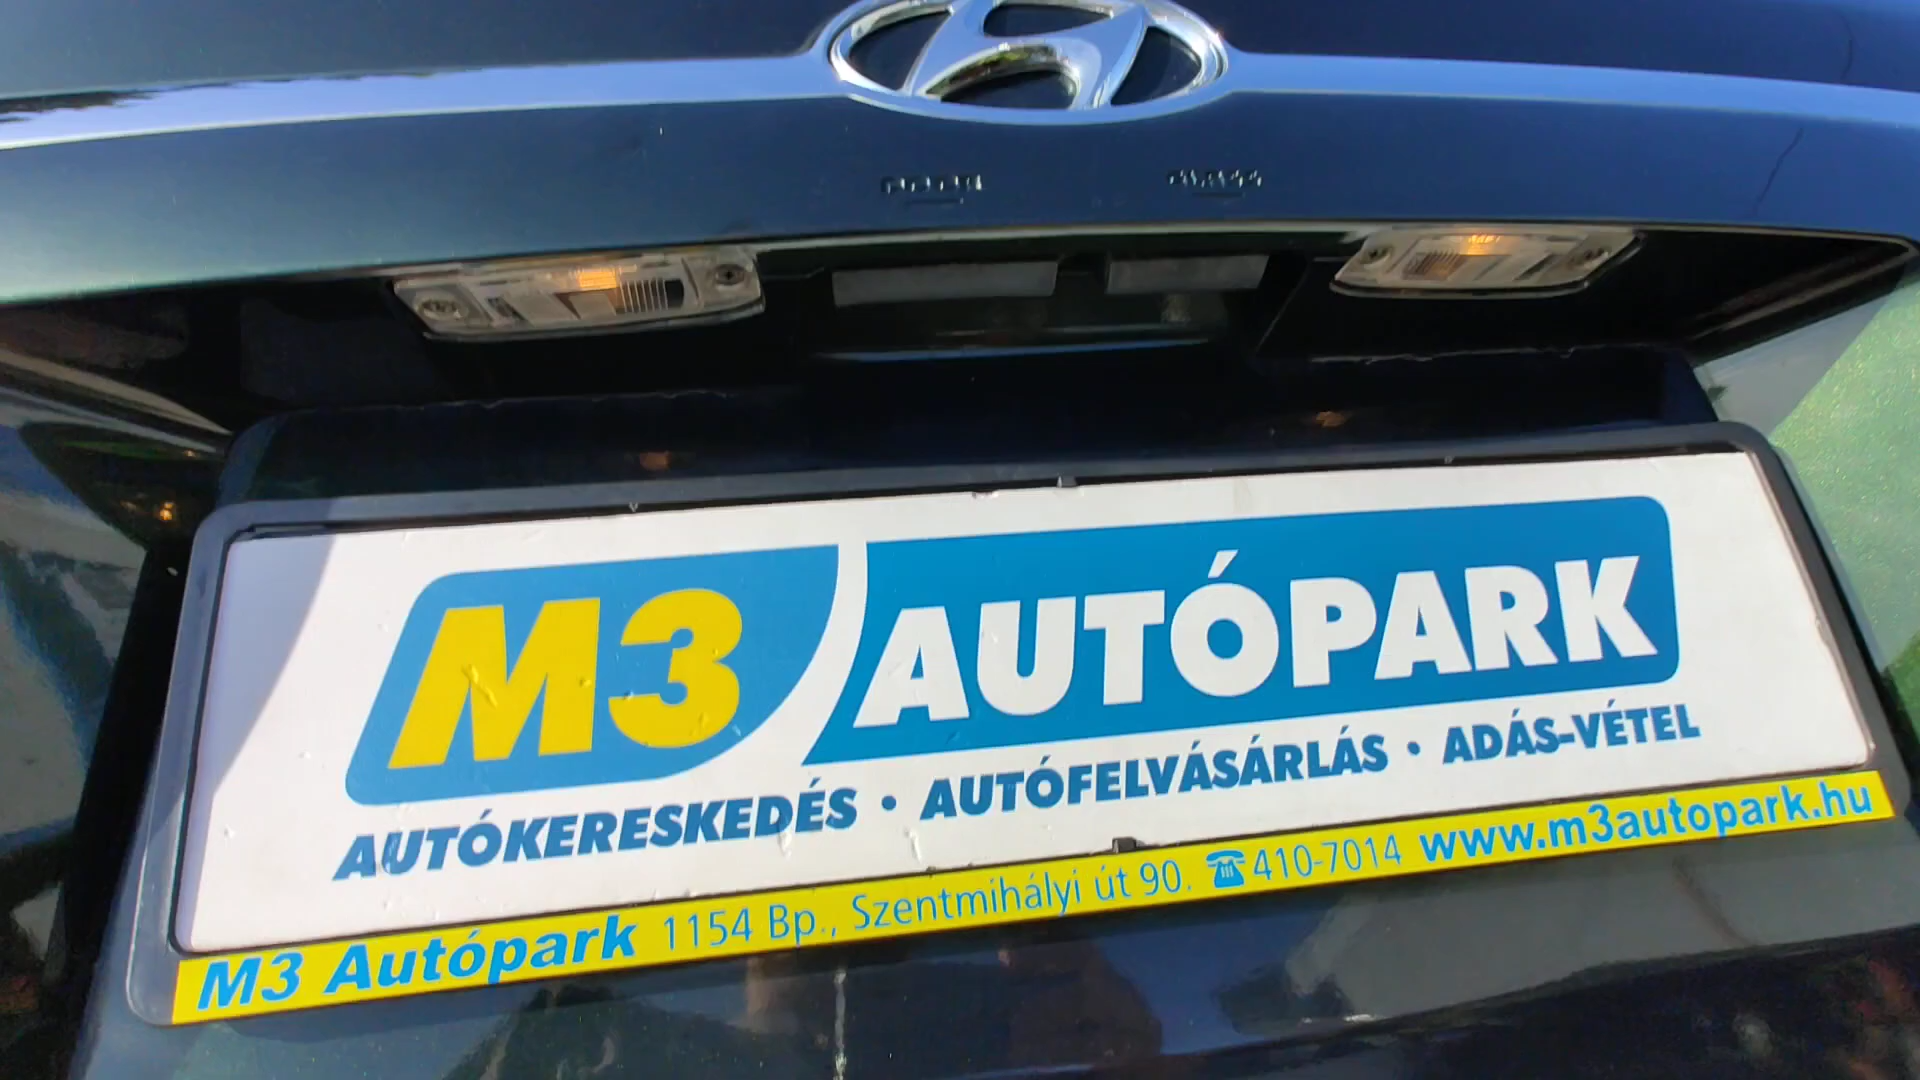 M3 AUTÓPARK
AUTÓKERESKEDÉS • AUTÓFELVÁSÁRLÁS • ADÁS-VÉTEL
M3 Autópark 1154 Bp., Szentmihályi út 90. ☎410-7014 www.m3autopark.hu